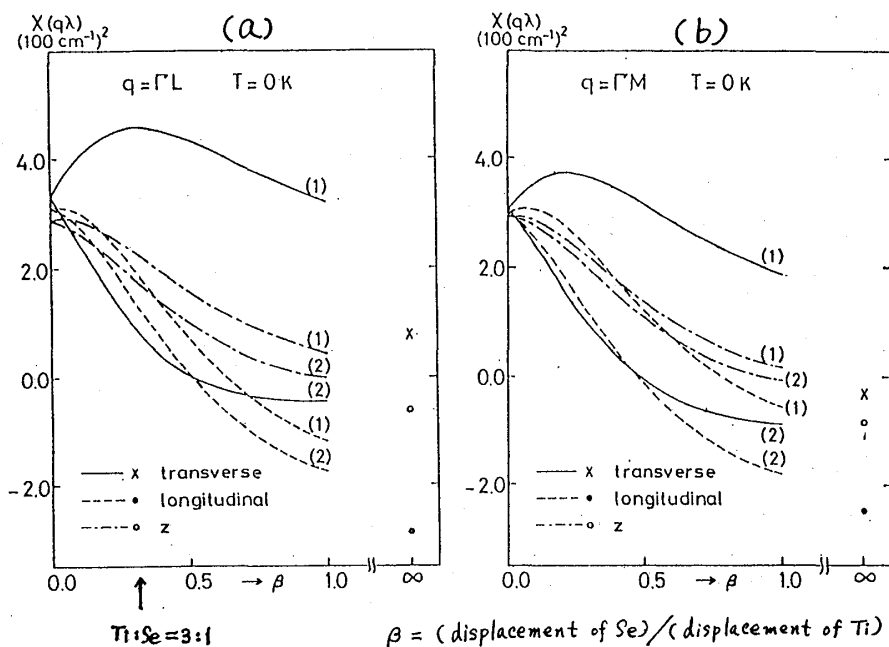 χ(qλ)
(100 cm⁻¹)²
(a)
q = ΓL T = 0 K
4.0
2.0
0.0
-2.0
(1)
(1)
(2)
(2)
(1)
(2)
x
—— x transverse
---- • longitudinal
-·-·- o z
0.0 0.5 → β 1.0 ∞
↑
Ti:Se=3:1
χ(qλ)
(100 cm⁻¹)²
(b)
q = ΓM T = 0 K
4.0
2.0
0.0
-2.0
(1)
(1)
(2)
(1)
(2)
(2)
x
—— x transverse
---- • longitudinal
-·-·- o z
0.0 0.5 → β 1.0 ∞
β = (displacement of Se)/(displacement of Ti)